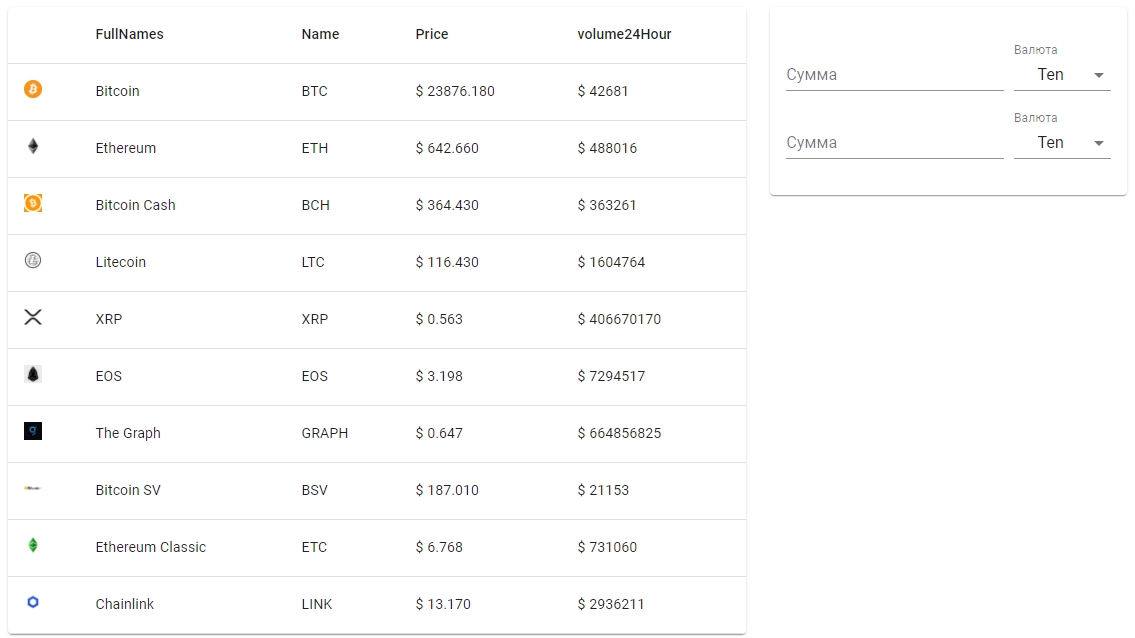 FullNames Name Price volume24Hour
Bitcoin BTC $ 23876.180 $ 42681
Ethereum ETH $ 642.660 $ 488016
Bitcoin Cash BCH $ 364.430 $ 363261
Litecoin LTC $ 116.430 $ 1604764
XRP XRP $ 0.563 $ 406670170
EOS EOS $ 3.198 $ 7294517
The Graph GRAPH $ 0.647 $ 664856825
Bitcoin SV BSV $ 187.010 $ 21153
Ethereum Classic ETC $ 6.768 $ 731060
Chainlink LINK $ 13.170 $ 2936211
Валюта
Сумма Ten
Валюта
Сумма Ten